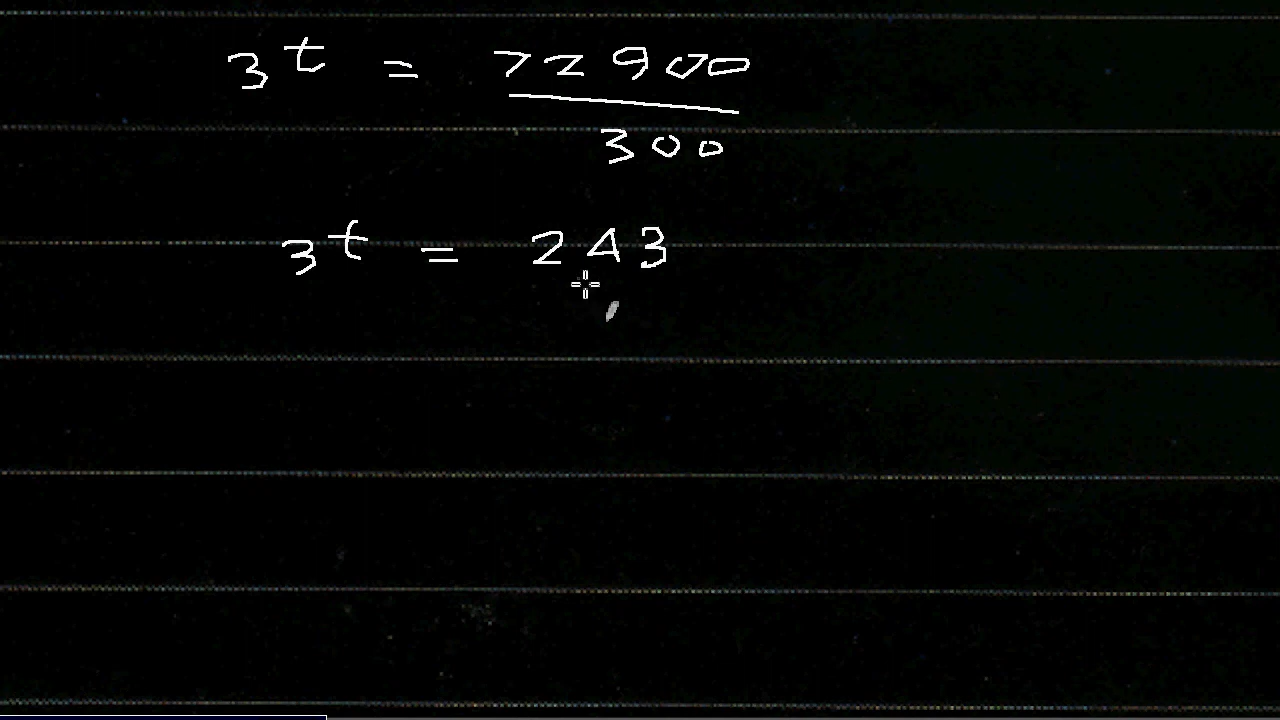 3^t = 72900/300
3^t = 243